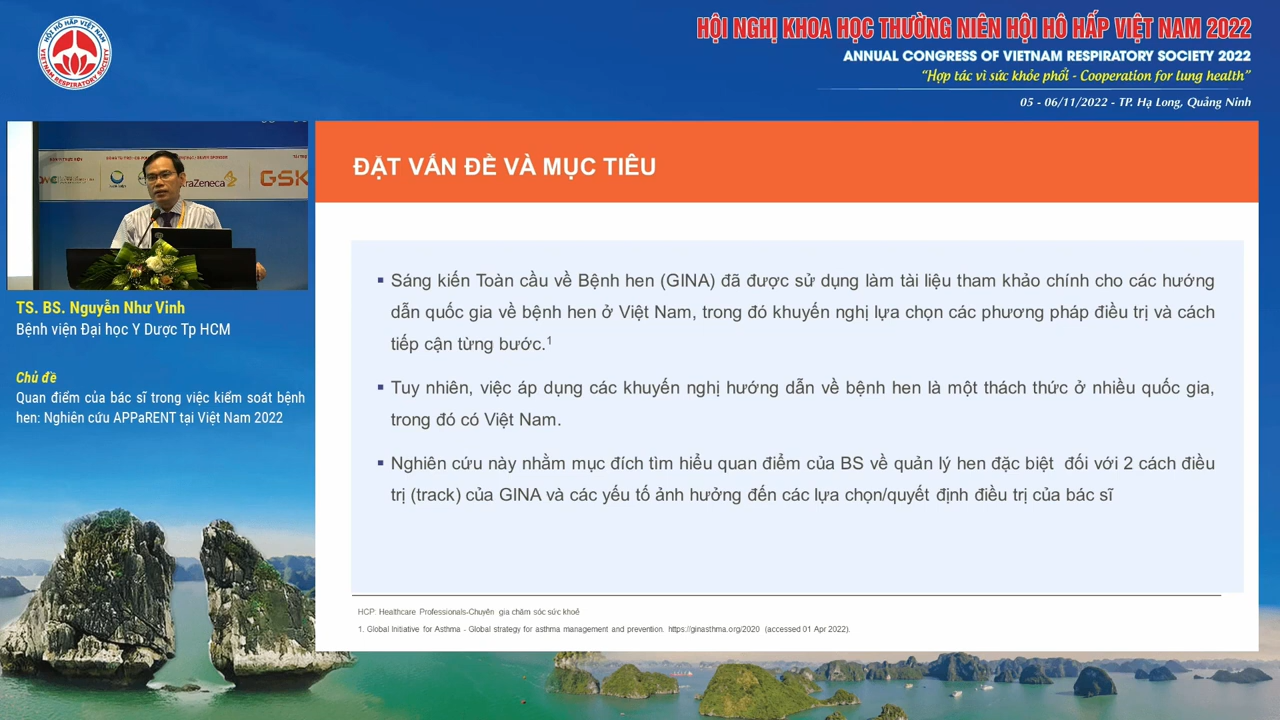 HỘI HÔ HẤP VIỆT NAM
VIETNAM RESPIRATORY SOCIETY
HỘI NGHỊ KHOA HỌC THƯỜNG NIÊN HỘI HÔ HẤP VIỆT NAM 2022
ANNUAL CONGRESS OF VIETNAM RESPIRATORY SOCIETY 2022
“Hợp tác vì sức khỏe phổi - Cooperation for lung health”
05 - 06/11/2022 - TP. Hạ Long, Quảng Ninh
traZeneca
GSK
TS. BS. Nguyễn Như Vinh
Bệnh viện Đại học Y Dược Tp HCM
Chủ đề
Quan điểm của bác sĩ trong việc kiểm soát bệnh
hen: Nghiên cứu APPaRENT tại Việt Nam 2022
ĐẶT VẤN ĐỀ VÀ MỤC TIÊU
▪ Sáng kiến Toàn cầu về Bệnh hen (GINA) đã được sử dụng làm tài liệu tham khảo chính cho các hướng
dẫn quốc gia về bệnh hen ở Việt Nam, trong đó khuyến nghị lựa chọn các phương pháp điều trị và cách
tiếp cận từng bước.¹
▪ Tuy nhiên, việc áp dụng các khuyến nghị hướng dẫn về bệnh hen là một thách thức ở nhiều quốc gia,
trong đó có Việt Nam.
▪ Nghiên cứu này nhằm mục đích tìm hiểu quan điểm của BS về quản lý hen đặc biệt đối với 2 cách điều
trị (track) của GINA và các yếu tố ảnh hưởng đến các lựa chọn/quyết định điều trị của bác sĩ
HCP: Healthcare Professionals-Chuyên gia chăm sóc sức khoẻ
1. Global Initiative for Asthma - Global strategy for asthma management and prevention. https://ginasthma.org/2020 (accessed 01 Apr 2022).